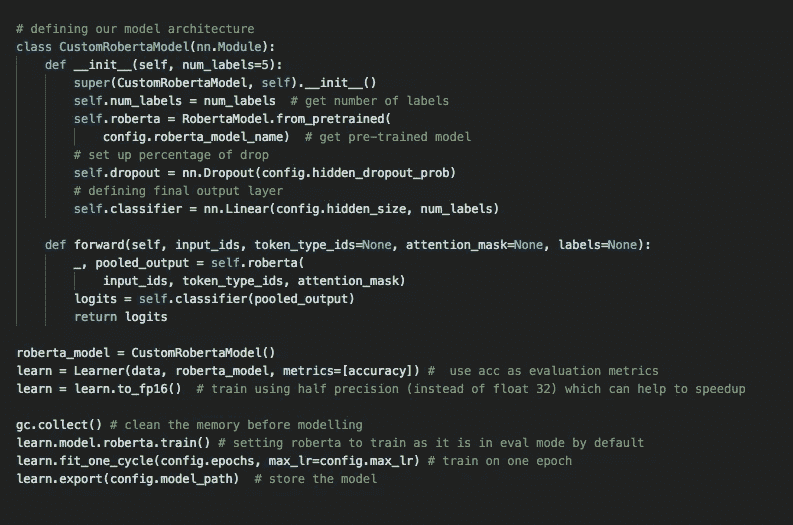 # defining our model architecture
class CustomRobertaModel(nn.Module):
    def __init__(self, num_labels=5):
        super(CustomRobertaModel, self).__init__()
        self.num_labels = num_labels  # get number of labels
        self.roberta = RobertaModel.from_pretrained(
            config.roberta_model_name)  # get pre-trained model
        # set up percentage of drop
        self.dropout = nn.Dropout(config.hidden_dropout_prob)
        # defining final output layer
        self.classifier = nn.Linear(config.hidden_size, num_labels)

    def forward(self, input_ids, token_type_ids=None, attention_mask=None, labels=None):
        _, pooled_output = self.roberta(
            input_ids, token_type_ids, attention_mask)
        logits = self.classifier(pooled_output)
        return logits

roberta_model = CustomRobertaModel()
learn = Learner(data, roberta_model, metrics=[accuracy]) #  use acc as evaluation metrics
learn = learn.to_fp16()  # train using half precision (instead of float 32) which can help to speedup

gc.collect() # clean the memory before modelling
learn.model.roberta.train() # setting roberta to train as it is in eval mode by default
learn.fit_one_cycle(config.epochs, max_lr=config.max_lr) # train on one epoch
learn.export(config.model_path)  # store the model